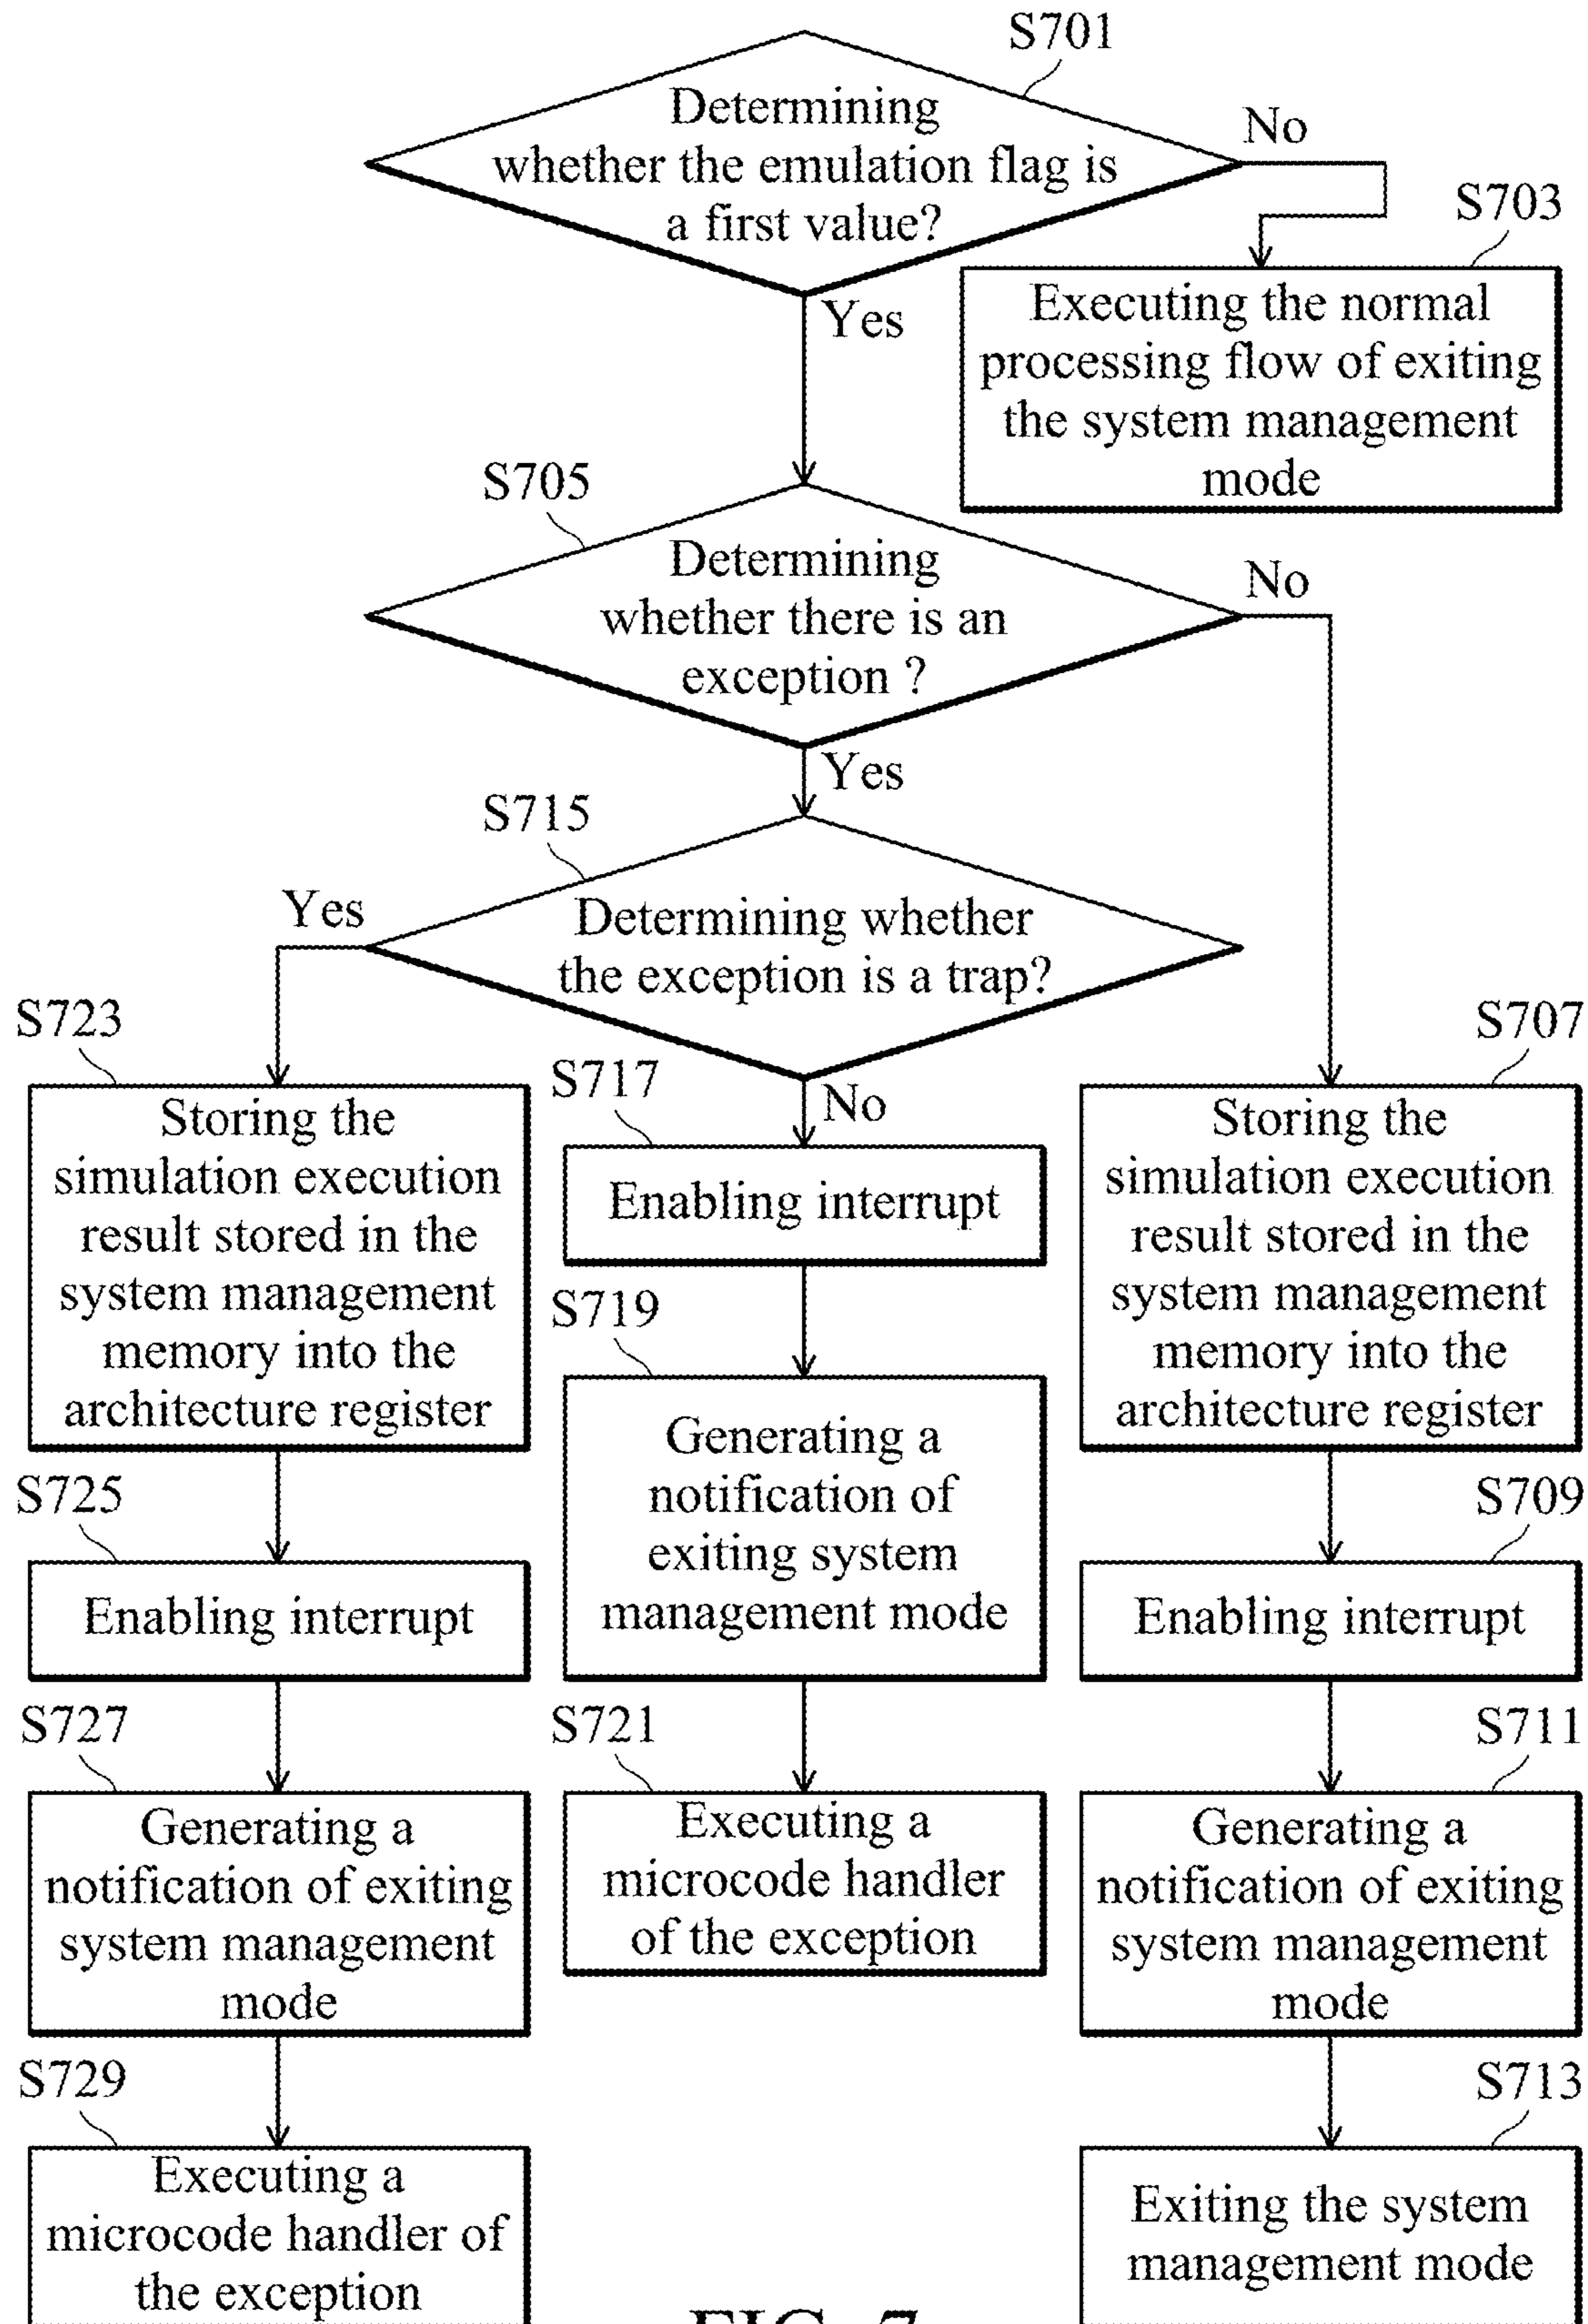 S701
Determining
whether the emulation flag is
a first value?
No
Yes
S703
Executing the normal
processing flow of exiting
the system management
mode
S705
Determining
whether there is an
exception ?
No
Yes
S715
Determining whether
the exception is a trap?
Yes
No
S723
Storing the
simulation execution
result stored in the
system management
memory into the
architecture register
S725
Enabling interrupt
S727
Generating a
notification of exiting
system management
mode
S729
Executing a
microcode handler of
the exception
S717
Enabling interrupt
S719
Generating a
notification of
exiting system
management mode
S721
Executing a
microcode handler
of the exception
S707
Storing the
simulation execution
result stored in the
system management
memory into the
architecture register
S709
Enabling interrupt
S711
Generating a
notification of exiting
system management
mode
S713
Exiting the system
management mode
FIG. 7